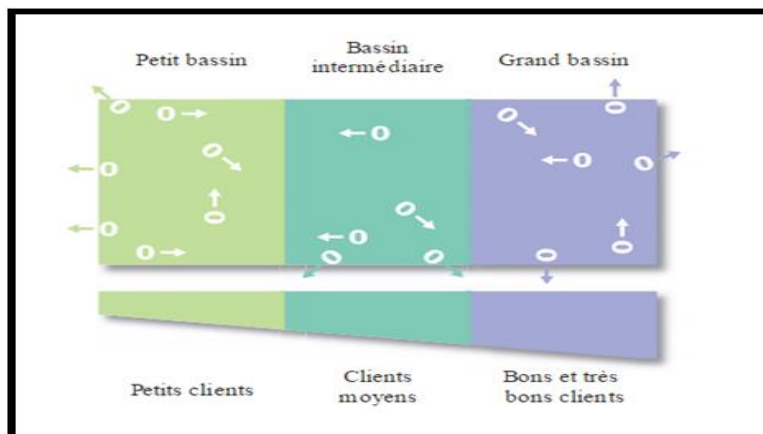 Petit bassin
Bassin
intermédiaire
Grand bassin
Petits clients
Clients
moyens
Bons et très
bons clients